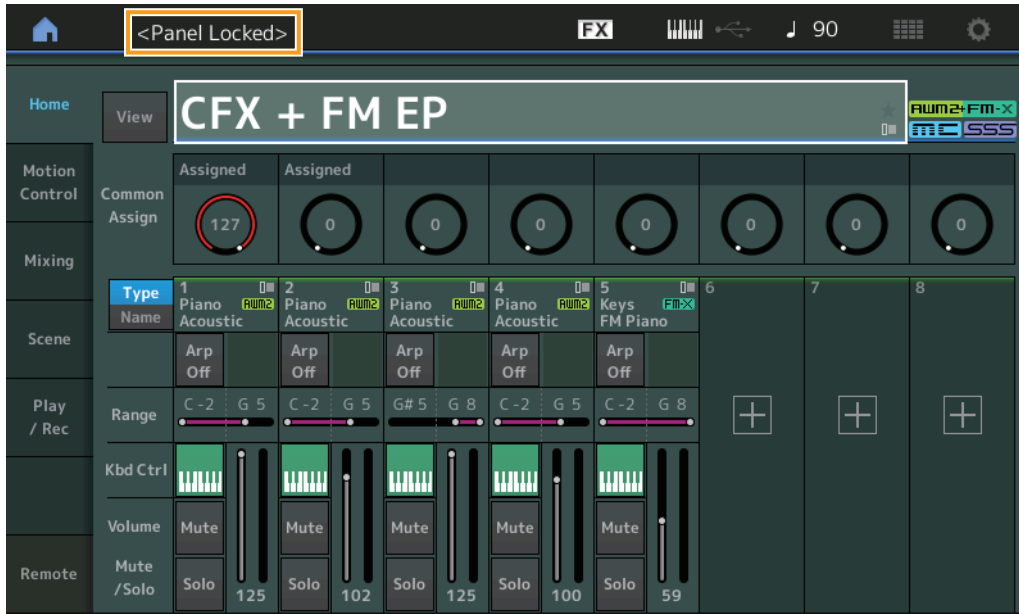 <Panel Locked>
FX
90
Home
View
CFX + FM EP
AWM2+FM-X
MC SSS
Motion
Control
Common
Assign
Assigned
Assigned
127
0
0
0
0
0
0
0
Mixing
Type
Name
1
Piano
AWM2
Acoustic
2
Piano
AWM2
Acoustic
3
Piano
AWM2
Acoustic
4
Piano
AWM2
Acoustic
5
Keys
FM-X
FM Piano
6
7
8
Scene
Arp
Off
Arp
Off
Arp
Off
Arp
Off
Arp
Off
Play
/ Rec
Range
C -2 G 5
C -2 G 5
G# 5 G 8
C -2 G 5
C -2 G 8
Kbd Ctrl
Volume
Mute
Mute
Mute
Mute
Mute
Remote
Mute
/Solo
Solo
125
Solo
102
Solo
125
Solo
100
Solo
59